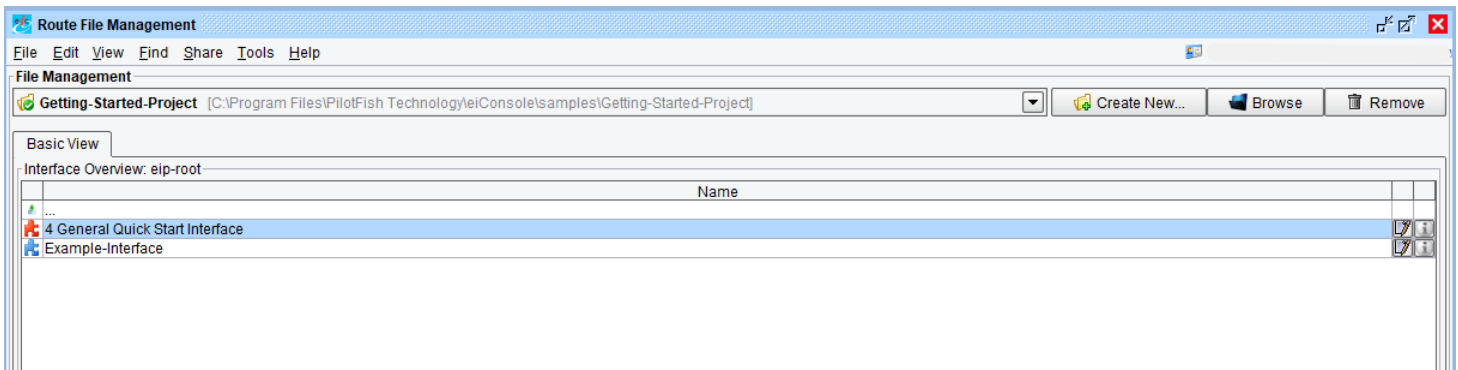 Route File Management
File Edit View Find Share Tools Help
File Management
Getting-Started-Project [C:\Program Files\PilotFish Technology\eiConsole\samples\Getting-Started-Project] Create New... Browse Remove
Basic View
Interface Overview: eip-root
Name
...
4 General Quick Start Interface
Example-Interface